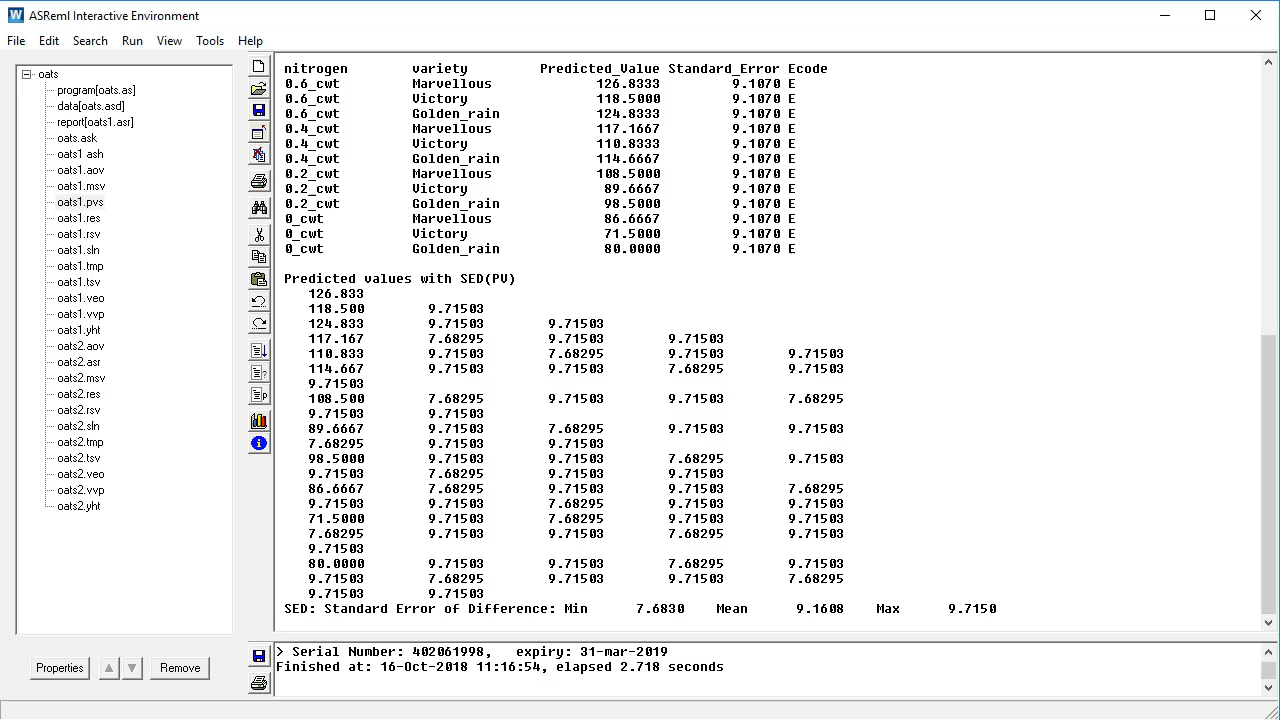 ASReml Interactive Environment
File Edit Search Run View Tools Help
oats
program[oats.as]
data[oats.asd]
report[oats1.asr]
oats.ask
oats1 ash
oats1.aov
oats1.msv
oats1.pvs
oats1.res
oats1.rsv
oats1.sln
oats1.tmp
oats1.tsv
oats1.veo
oats1.vvp
oats1.yht
oats2.aov
oats2.asr
oats2.msv
oats2.res
oats2.rsv
oats2.sln
oats2.tmp
oats2.tsv
oats2.veo
oats2.vvp
oats2.yht
Properties Remove
nitrogen variety Predicted_Value Standard_Error Ecode
0.6_cwt Marvellous 126.8333 9.1070 E
0.6_cwt Victory 118.5000 9.1070 E
0.6_cwt Golden_rain 124.8333 9.1070 E
0.4_cwt Marvellous 117.1667 9.1070 E
0.4_cwt Victory 110.8333 9.1070 E
0.4_cwt Golden_rain 114.6667 9.1070 E
0.2_cwt Marvellous 108.5000 9.1070 E
0.2_cwt Victory 89.6667 9.1070 E
0.2_cwt Golden_rain 98.5000 9.1070 E
0_cwt Marvellous 86.6667 9.1070 E
0_cwt Victory 71.5000 9.1070 E
0_cwt Golden_rain 80.0000 9.1070 E
Predicted values with SED(PV)
126.833
118.500 9.71503
124.833 9.71503 9.71503
117.167 7.68295 9.71503 9.71503
110.833 9.71503 7.68295 9.71503 9.71503
114.667 9.71503 9.71503 7.68295 9.71503
9.71503
108.500 7.68295 9.71503 9.71503 7.68295
9.71503 9.71503
89.6667 9.71503 7.68295 9.71503 9.71503
7.68295 9.71503 9.71503
98.5000 9.71503 9.71503 7.68295 9.71503
9.71503 7.68295 9.71503 9.71503
86.6667 7.68295 9.71503 9.71503 7.68295
9.71503 9.71503 7.68295 9.71503
71.5000 9.71503 7.68295 9.71503 9.71503
7.68295 9.71503 9.71503 7.68295 9.71503
9.71503
80.0000 9.71503 9.71503 7.68295 9.71503
9.71503 7.68295 9.71503 9.71503 7.68295
9.71503 9.71503
SED: Standard Error of Difference: Min 7.6830 Mean 9.1608 Max 9.7150
> Serial Number: 402061998, expiry: 31-mar-2019
Finished at: 16-Oct-2018 11:16:54, elapsed 2.718 seconds